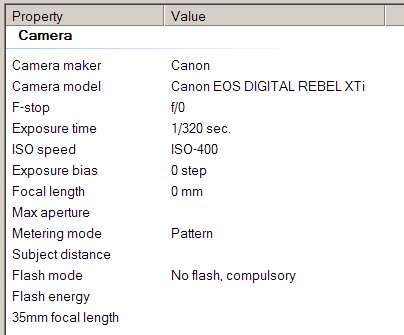 Property Value
Camera
Camera maker Canon
Camera model Canon EOS DIGITAL REBEL XTi
F-stop f/0
Exposure time 1/320 sec.
ISO speed ISO-400
Exposure bias 0 step
Focal length 0 mm
Max aperture
Metering mode Pattern
Subject distance
Flash mode No flash, compulsory
Flash energy
35mm focal length